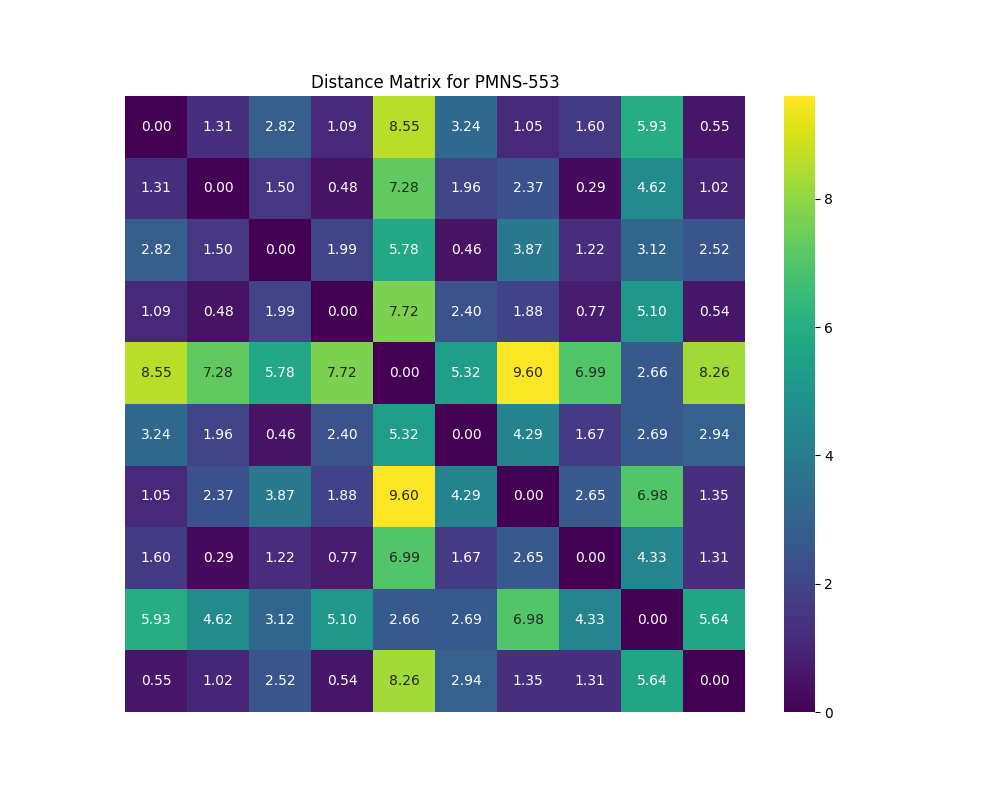 Distance Matrix for PMNS-553
0.00 1.31 2.82 1.09 8.55 3.24 1.05 1.60 5.93 0.55
1.31 0.00 1.50 0.48 7.28 1.96 2.37 0.29 4.62 1.02
2.82 1.50 0.00 1.99 5.78 0.46 3.87 1.22 3.12 2.52
1.09 0.48 1.99 0.00 7.72 2.40 1.88 0.77 5.10 0.54
8.55 7.28 5.78 7.72 0.00 5.32 9.60 6.99 2.66 8.26
3.24 1.96 0.46 2.40 5.32 0.00 4.29 1.67 2.69 2.94
1.05 2.37 3.87 1.88 9.60 4.29 0.00 2.65 6.98 1.35
1.60 0.29 1.22 0.77 6.99 1.67 2.65 0.00 4.33 1.31
5.93 4.62 3.12 5.10 2.66 2.69 6.98 4.33 0.00 5.64
0.55 1.02 2.52 0.54 8.26 2.94 1.35 1.31 5.64 0.00
8
6
4
2
0